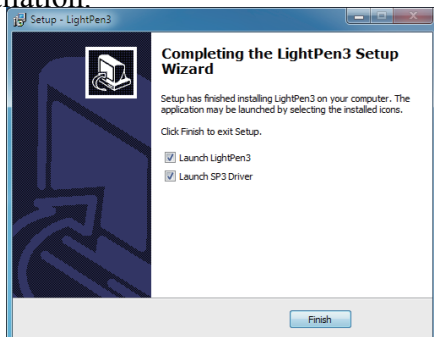 Setup - LightPen3
Completing the LightPen3 Setup
Wizard
Setup has finished installing LightPen3 on your computer. The
application may be launched by selecting the installed icons.
Click Finish to exit Setup.
Launch LightPen3
Launch SP3 Driver
Finish